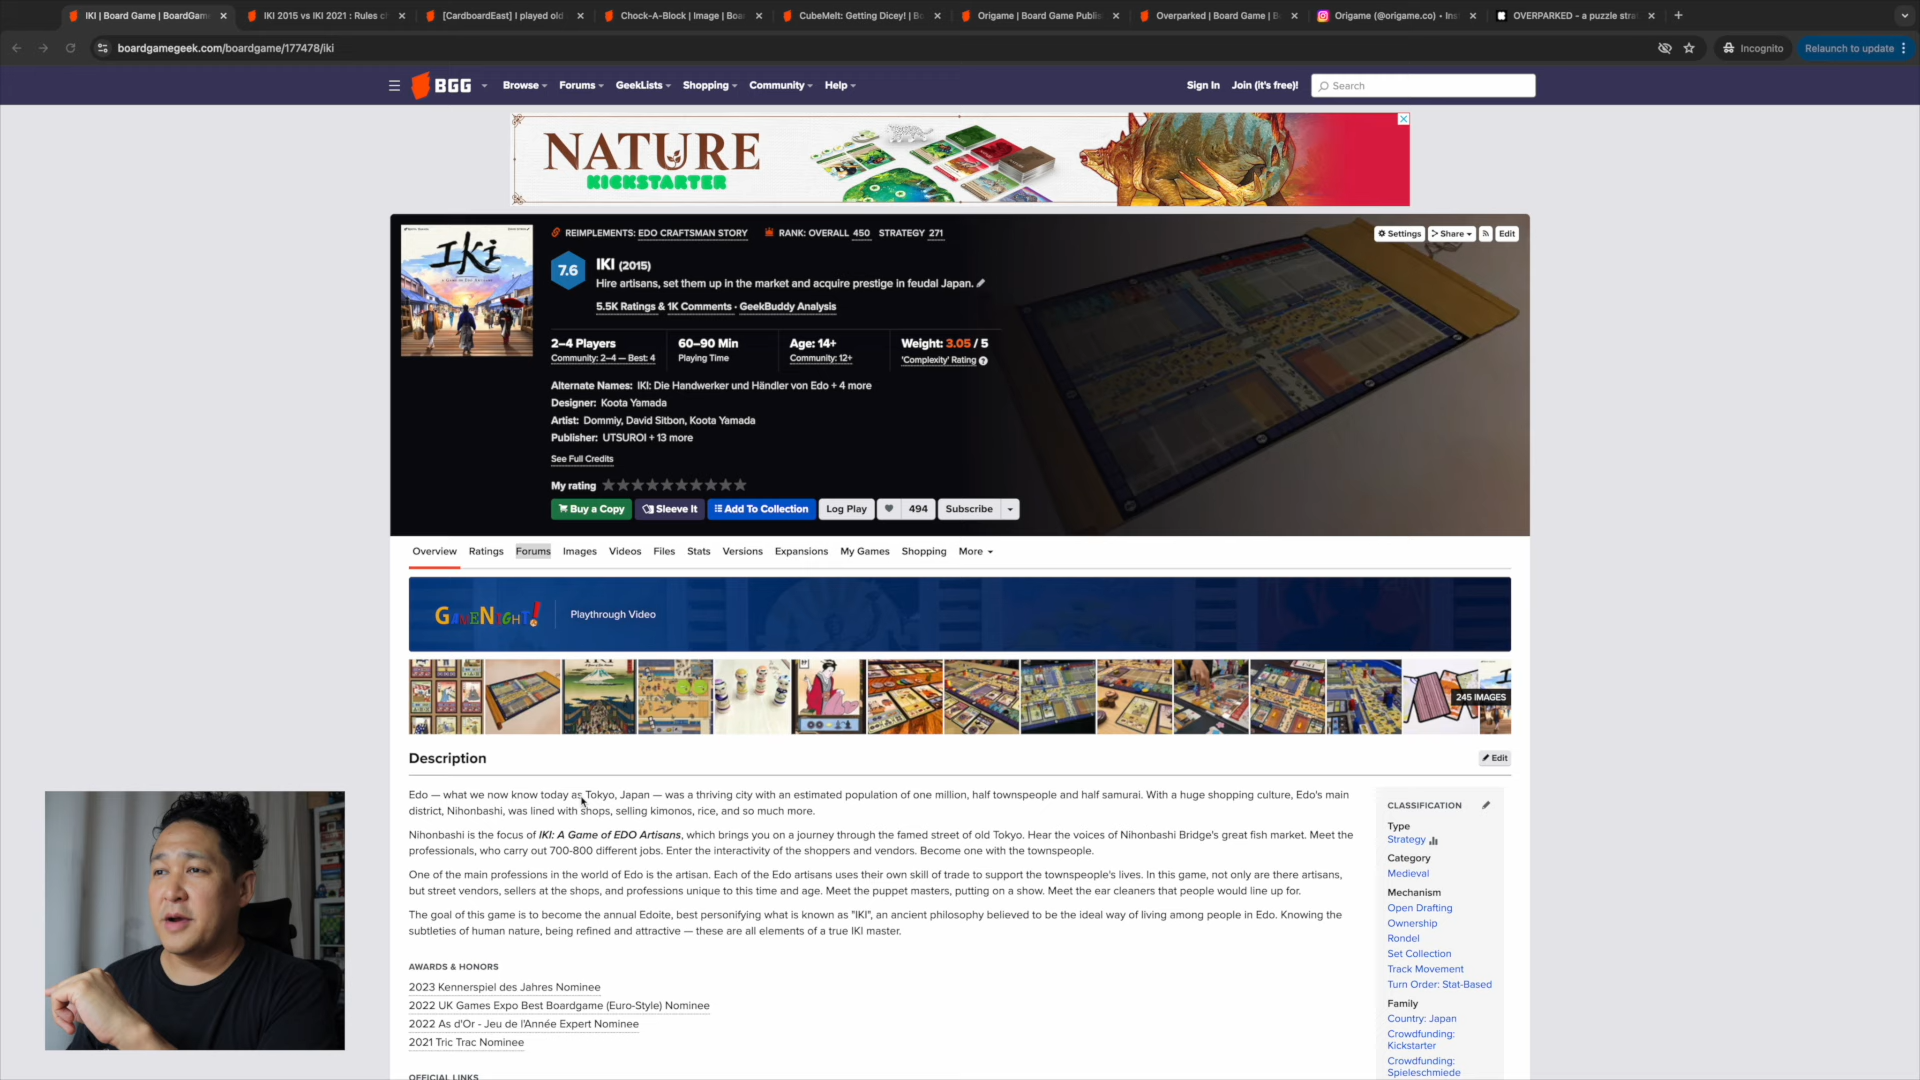 IKI | Board Game | BoardGam
IKI 2015 vs IKI 2021 : Rules c
[CardboardEast] I played old
Chock-A-Block | Image | Boa
CubeMelt: Getting Dicey! | B
Origame | Board Game Publi
Overparked | Board Game | B
Origame (@origame.co) • Ins
OVERPARKED - a puzzle stra
boardgamegeek.com/boardgame/177478/iki
Incognito
Relaunch to update
BGG
Browse
Forums
GeekLists
Shopping
Community
Help
Sign In
Join (it's free)!
Search
NATURE
KICKSTARTER
Iki
REIMPLEMENTS: EDO CRAFTSMAN STORY
RANK: OVERALL 450 STRATEGY 271
Settings
Share
Edit
7.6
IKI (2015)
Hire artisans, set them up in the market and acquire prestige in feudal Japan.
5.5K Ratings & 1K Comments · GeekBuddy Analysis
2–4 Players
Community: 2–4 — Best: 4
60–90 Min
Playing Time
Age: 14+
Community: 12+
Weight: 3.05 / 5
'Complexity' Rating
Alternate Names: IKI: Die Handwerker und Händler von Edo + 4 more
Designer: Koota Yamada
Artist: Dommiy, David Sitbon, Koota Yamada
Publisher: UTSUROI + 13 more
See Full Credits
My rating
Buy a Copy
Sleeve It
Add To Collection
Log Play
494
Subscribe
Overview
Ratings
Forums
Images
Videos
Files
Stats
Versions
Expansions
My Games
Shopping
More
GAMENIGHT!
Playthrough Video
245 IMAGES
Description
Edit
Edo — what we now know today as Tokyo, Japan — was a thriving city with an estimated population of one million, half townspeople and half samurai. With a huge shopping culture, Edo's main
district, Nihonbashi, was lined with shops, selling kimonos, rice, and so much more.
Nihonbashi is the focus of IKI: A Game of EDO Artisans, which brings you on a journey through the famed street of old Tokyo. Hear the voices of Nihonbashi Bridge's great fish market. Meet the
professionals, who carry out 700-800 different jobs. Enter the interactivity of the shoppers and vendors. Become one with the townspeople.
One of the main professions in the world of Edo is the artisan. Each of the Edo artisans uses their own skill of trade to support the townspeople's lives. In this game, not only are there artisans,
but street vendors, sellers at the shops, and professions unique to this time and age. Meet the puppet masters, putting on a show. Meet the ear cleaners that people would line up for.
The goal of this game is to become the annual Edoite, best personifying what is known as "IKI", an ancient philosophy believed to be the ideal way of living among people in Edo. Knowing the
subtleties of human nature, being refined and attractive — these are all elements of a true IKI master.
AWARDS & HONORS
2023 Kennerspiel des Jahres Nominee
2022 UK Games Expo Best Boardgame (Euro-Style) Nominee
2022 As d'Or - Jeu de l'Année Expert Nominee
2021 Tric Trac Nominee
OFFICIAL LINKS
CLASSIFICATION
Type
Strategy
Category
Medieval
Mechanism
Open Drafting
Ownership
Rondel
Set Collection
Track Movement
Turn Order: Stat-Based
Family
Country: Japan
Crowdfunding:
Kickstarter
Crowdfunding:
Spieleschmiede